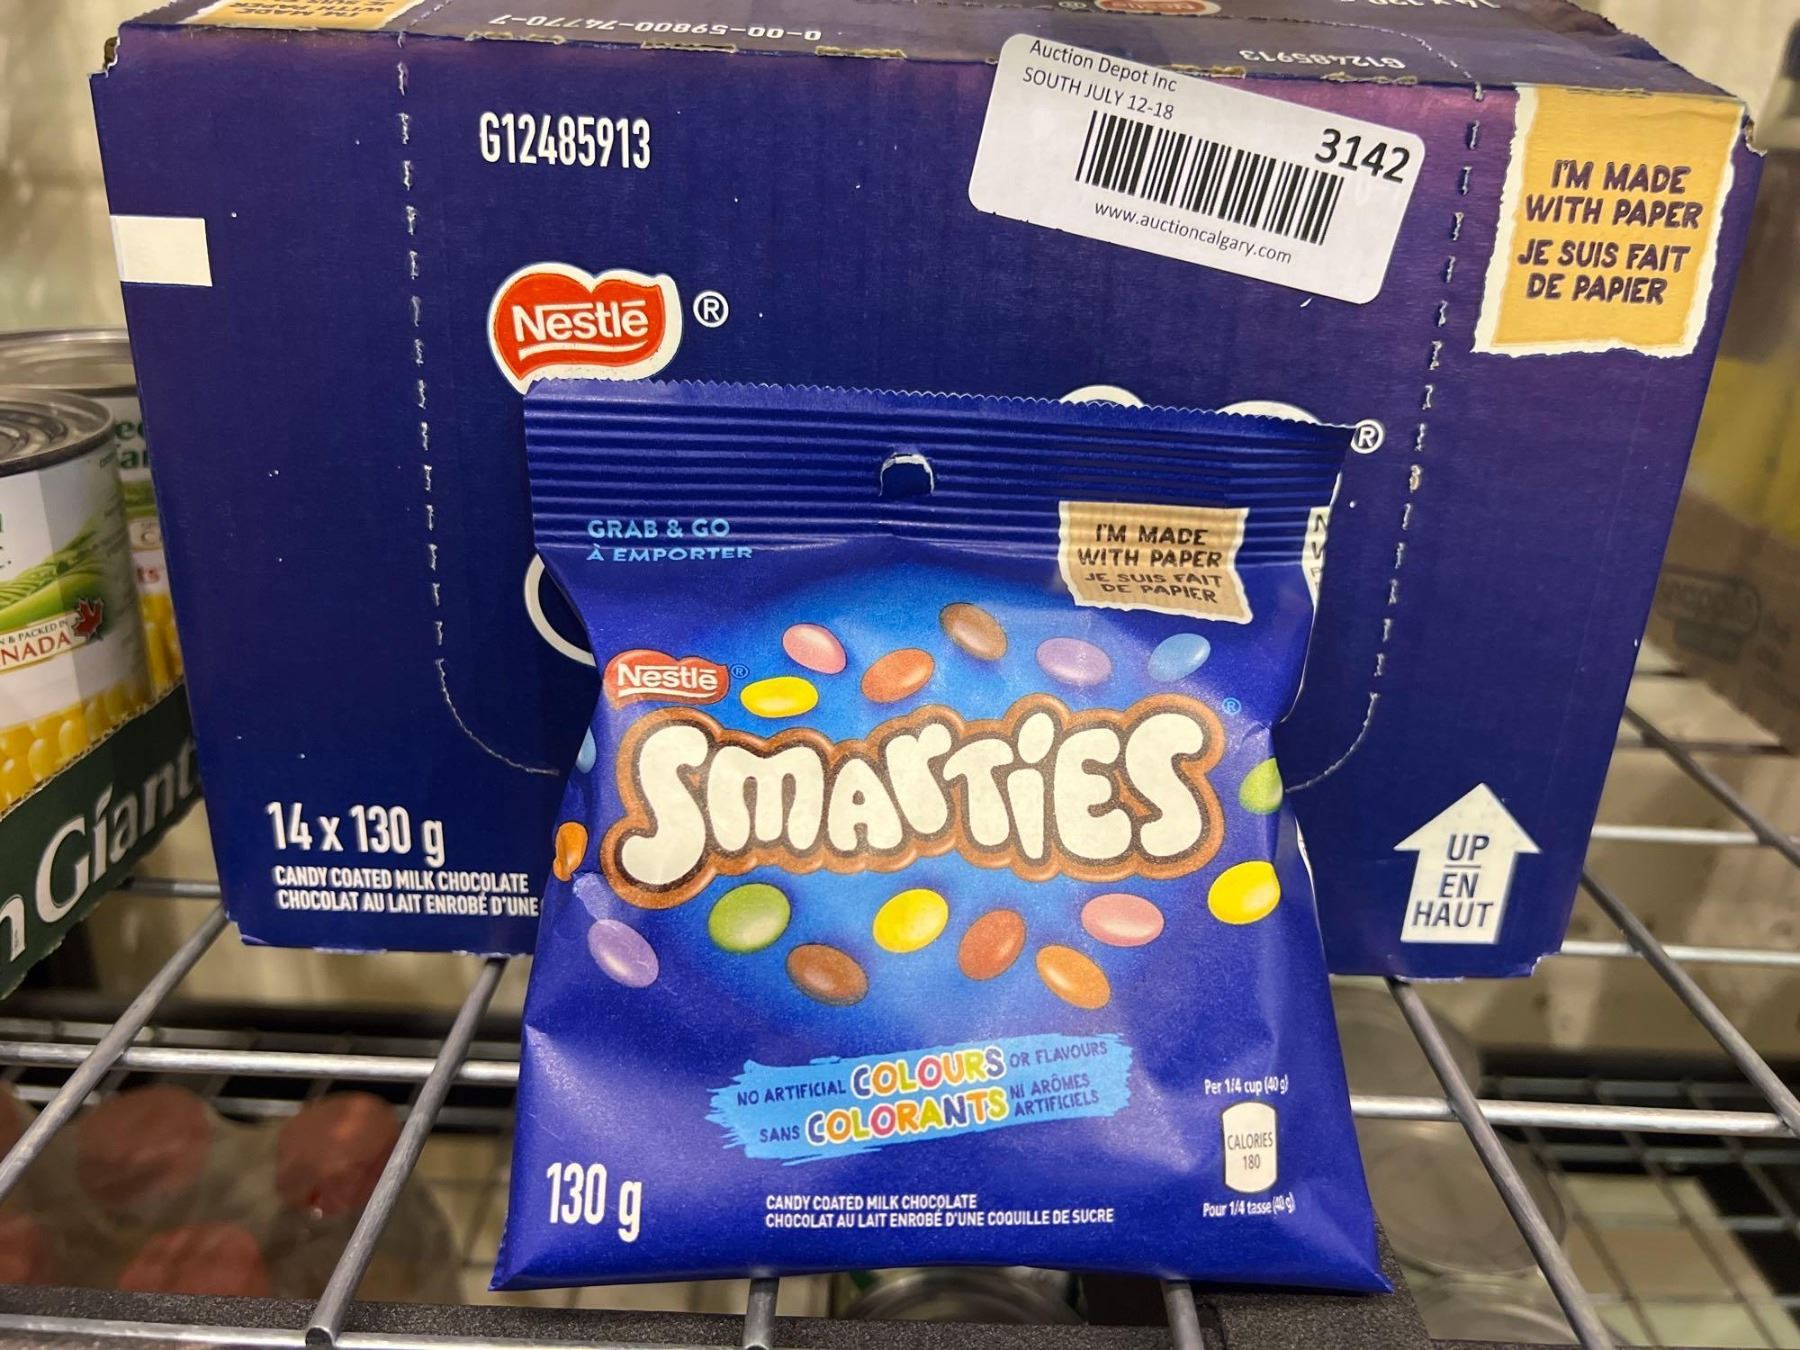 0-00-59800-74770-7
G12485913
G12485913
Auction Depot Inc
SOUTH JULY 12-18
3142
www.auctioncalgary.com
I'M MADE
WITH PAPER
JE SUIS FAIT
DE PAPIER
Nestlé ®
®
14 x 130 g
CANDY COATED MILK CHOCOLATE
CHOCOLAT AU LAIT ENROBÉ D'UNE
UP
EN
HAUT
GRAB & GO
À EMPORTER
I'M MADE
WITH PAPER
JE SUIS FAIT
DE PAPIER
Nestlé ®
SMARTIES ®
NO ARTIFICIAL COLOURS OR FLAVOURS
SANS COLORANTS NI ARÔMES
ARTIFICIELS
130 g
CANDY COATED MILK CHOCOLATE
CHOCOLAT AU LAIT ENROBÉ D'UNE COQUILLE DE SUCRE
Per 1/4 cup (40 g)
CALORIES
180
Pour 1/4 tasse (40 g)
& PACKED IN
NADA
Giant